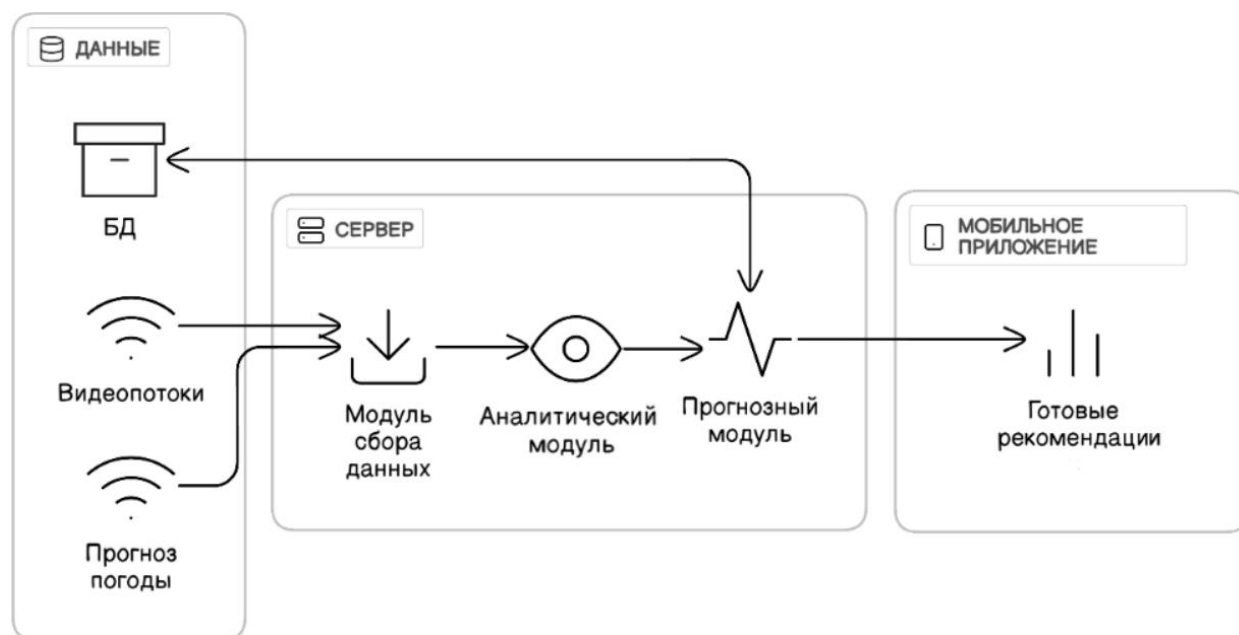 ДАННЫЕ
БД
Видеопотоки
Прогноз
погоды
СЕРВЕР
Модуль
сбора
данных
Аналитический
модуль
Прогнозный
модуль
МОБИЛЬНОЕ
ПРИЛОЖЕНИЕ
Готовые
рекомендации